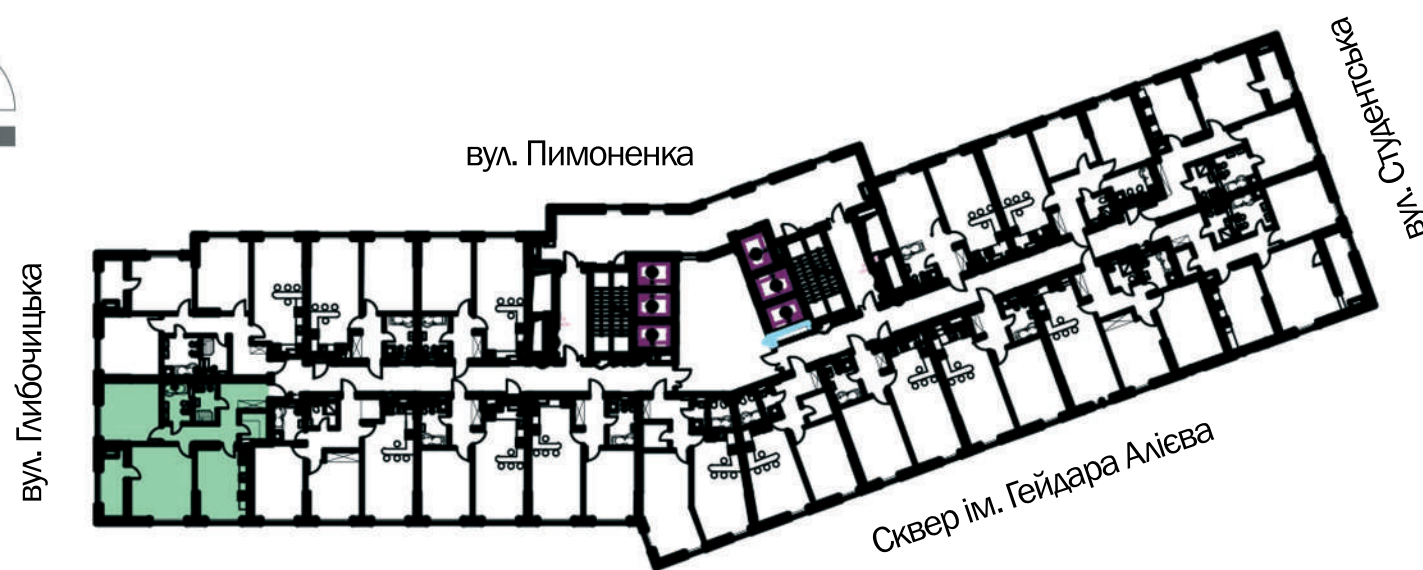 вул. Пимоненка
вул. Студентська
вул. Глибочицька
Сквер ім. Гейдара Алієва